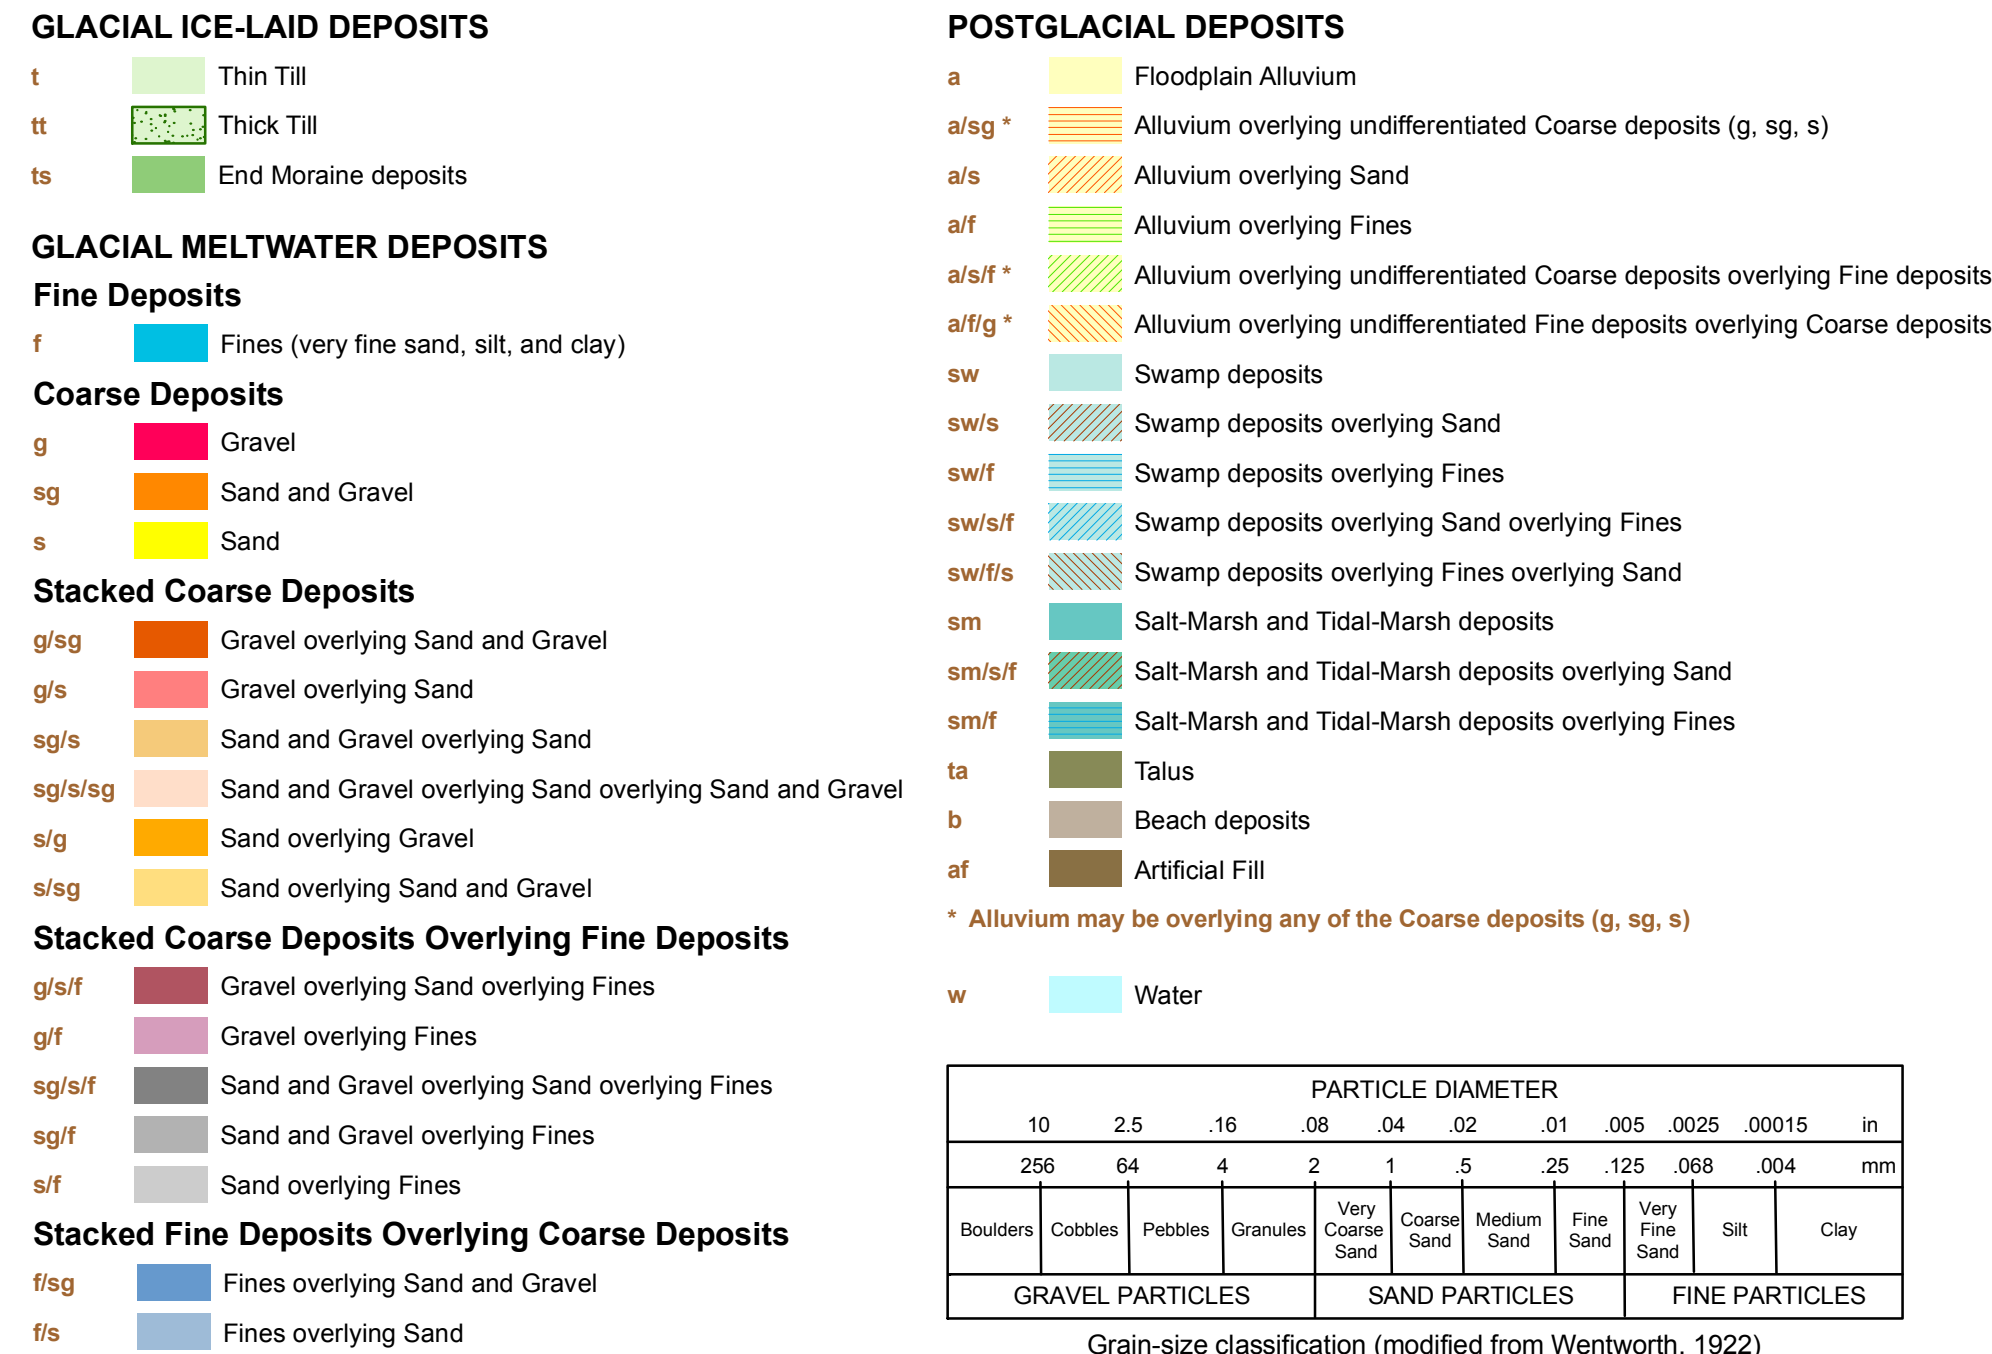 GLACIAL ICE-LAID DEPOSITS
t Thin Till
tt Thick Till
ts End Moraine deposits
GLACIAL MELTWATER DEPOSITS
Fine Deposits
f Fines (very fine sand, silt, and clay)
Coarse Deposits
g Gravel
sg Sand and Gravel
s Sand
Stacked Coarse Deposits
g/sg Gravel overlying Sand and Gravel
g/s Gravel overlying Sand
sg/s Sand and Gravel overlying Sand
sg/s/sg Sand and Gravel overlying Sand overlying Sand and Gravel
s/g Sand overlying Gravel
s/sg Sand overlying Sand and Gravel
Stacked Coarse Deposits Overlying Fine Deposits
g/s/f Gravel overlying Sand overlying Fines
g/f Gravel overlying Fines
sg/s/f Sand and Gravel overlying Sand overlying Fines
sg/f Sand and Gravel overlying Fines
s/f Sand overlying Fines
Stacked Fine Deposits Overlying Coarse Deposits
f/sg Fines overlying Sand and Gravel
f/s Fines overlying Sand
POSTGLACIAL DEPOSITS
a Floodplain Alluvium
a/sg * Alluvium overlying undifferentiated Coarse deposits (g, sg, s)
a/s Alluvium overlying Sand
a/f Alluvium overlying Fines
a/s/f * Alluvium overlying undifferentiated Coarse deposits overlying Fine deposits
a/f/g * Alluvium overlying undifferentiated Fine deposits overlying Coarse deposits
sw Swamp deposits
sw/s Swamp deposits overlying Sand
sw/f Swamp deposits overlying Fines
sw/s/f Swamp deposits overlying Sand overlying Fines
sw/f/s Swamp deposits overlying Fines overlying Sand
sm Salt-Marsh and Tidal-Marsh deposits
sm/s/f Salt-Marsh and Tidal-Marsh deposits overlying Sand
sm/f Salt-Marsh and Tidal-Marsh deposits overlying Fines
ta Talus
b Beach deposits
af Artificial Fill
* Alluvium may be overlying any of the Coarse deposits (g, sg, s)
w Water
PARTICLE DIAMETER
10 2.5 .16 .08 .04 .02 .01 .005 .0025 .00015 in
256 64 4 2 1 .5 .25 .125 .068 .004 mm
Boulders Cobbles Pebbles Granules Very Coarse Sand Coarse Sand Medium Sand Fine Sand Very Fine Sand Silt Clay
GRAVEL PARTICLES SAND PARTICLES FINE PARTICLES
Grain-size classification (modified from Wentworth, 1922)